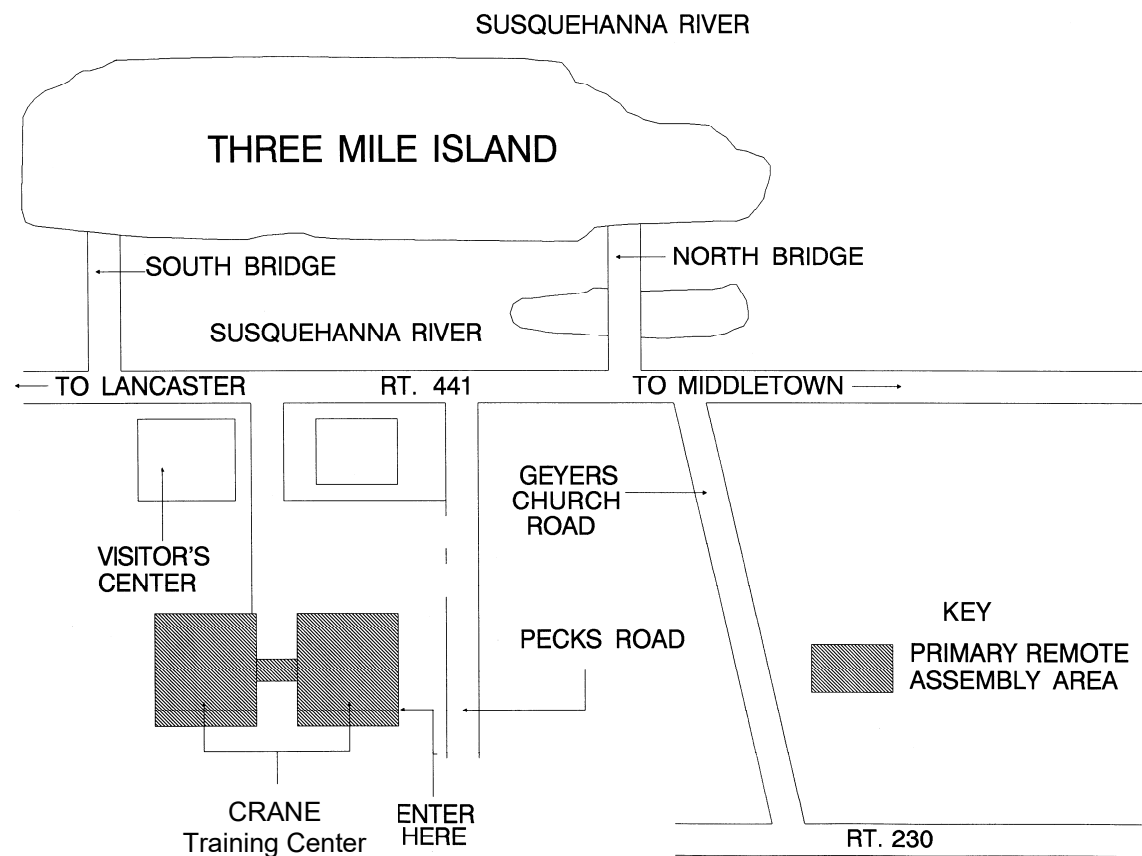 SUSQUEHANNA RIVER
THREE MILE ISLAND
SOUTH BRIDGE
NORTH BRIDGE
SUSQUEHANNA RIVER
TO LANCASTER
RT. 441
TO MIDDLETOWN
GEYERS
CHURCH
ROAD
VISITOR'S
CENTER
PECKS ROAD
KEY
PRIMARY REMOTE
ASSEMBLY AREA
CRANE
Training Center
ENTER
HERE
RT. 230